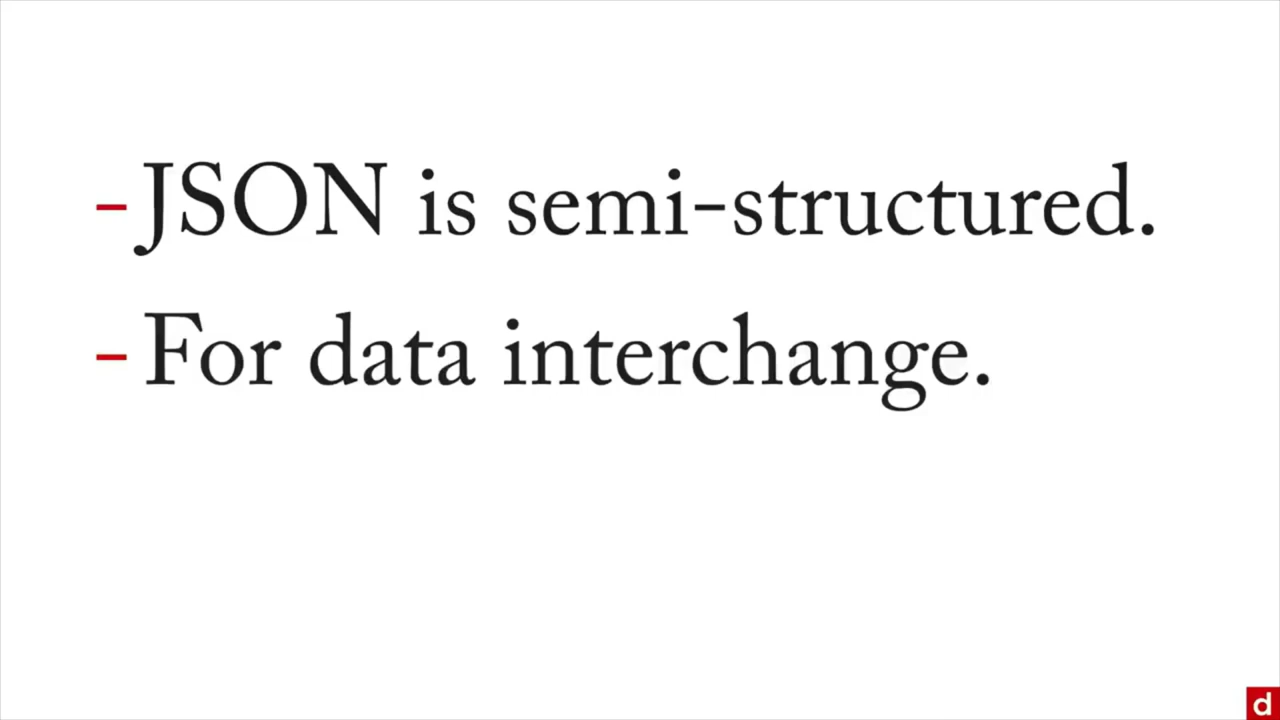 -JSON is semi-structured.
-For data interchange.
d